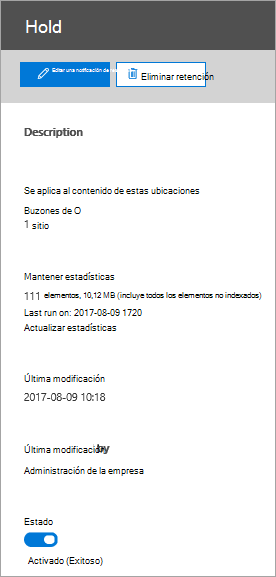 Hold
Editar una notificación de
Eliminar retención
Description
Se aplica al contenido de estas ubicaciones
Buzones de O
1 sitio
Mantener estadísticas
111 elementos, 10,12 MB (incluye todos los elementos no indexados)
Last run on: 2017-08-09 1720
Actualizar estadísticas
Última modificación
2017-08-09 10:18
Última modificación by
Administración de la empresa
Estado
Activado (Exitoso)